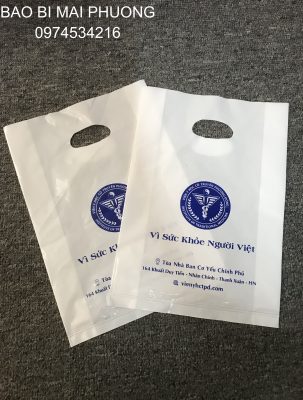 BAO BI MAI PHUONG
0974534216
Vì Sức Khỏe Người Việt
Tòa Nhà Ban Cơ Yếu Chính Phủ
164 Khuất Duy Tiến - Nhân Chính - Thanh Xuân - HN